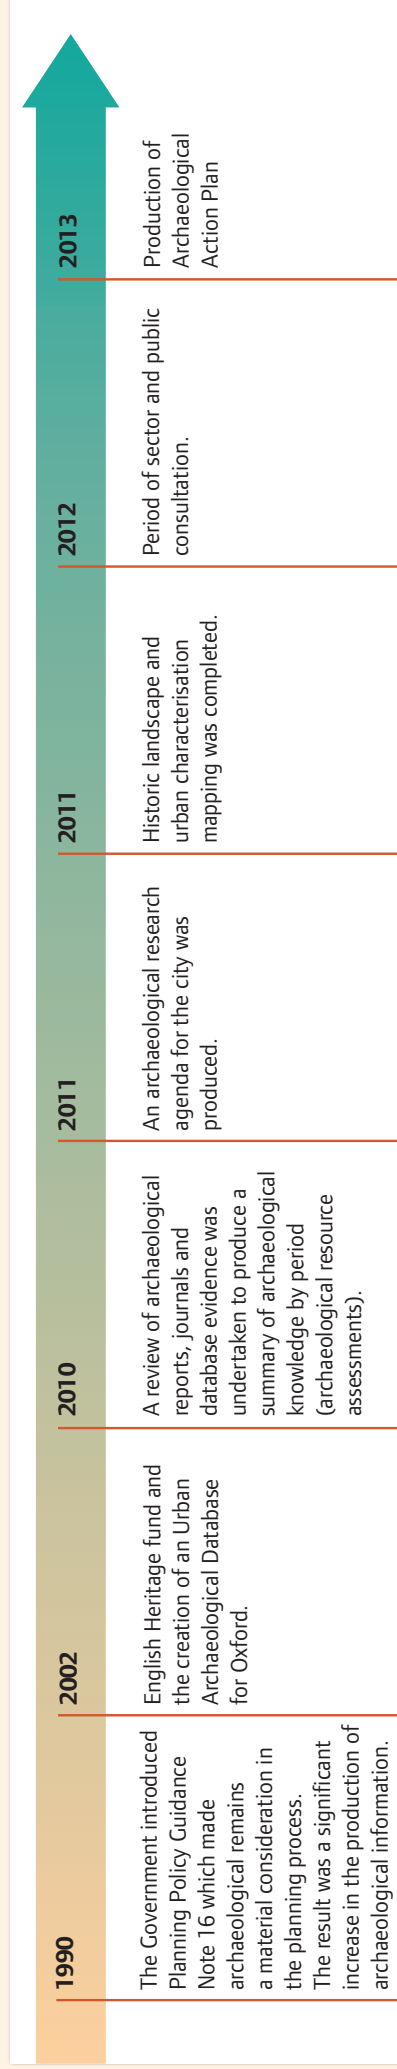 1990
The Government introduced
Planning Policy Guidance
Note 16 which made
archaeological remains
a material consideration in
the planning process.
The result was a significant
increase in the production of
archaeological information.
2002
English Heritage fund and
the creation of an Urban
Archaeological Database
for Oxford.
2010
A review of archaeological
reports, journals and
database evidence was
undertaken to produce a
summary of archaeological
knowledge by period
(archaeological resource
assessments).
2011
An archaeological research
agenda for the city was
produced.
2011
Historic landscape and
urban characterisation
mapping was completed.
2012
Period of sector and public
consultation.
2013
Production of
Archaeological
Action Plan